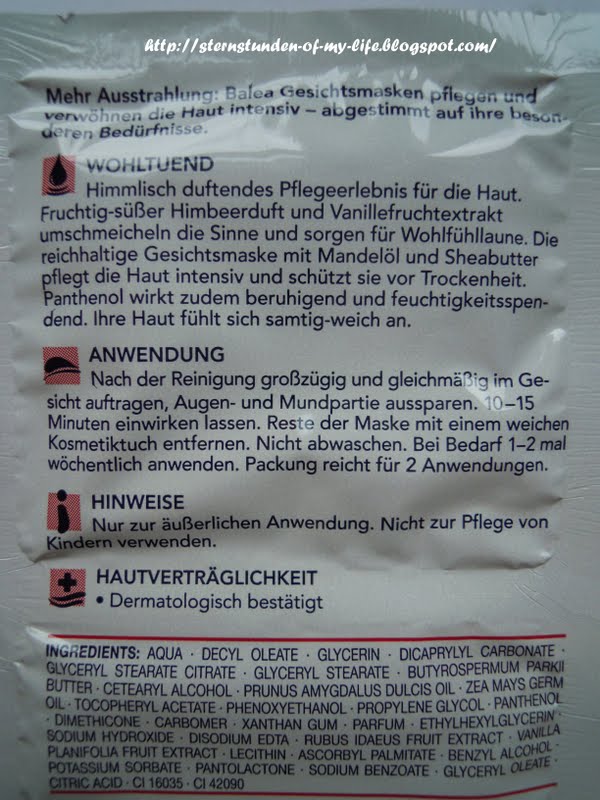 http://sternstunden-of-my-life.blogspot.com/
Mehr Ausstrahlung: Balea Gesichtsmasken pflegen und
verwöhnen die Haut intensiv – abgestimmt auf ihre beson-
deren Bedürfnisse.
WOHLTUEND
Himmlisch duftendes Pflegeerlebnis für die Haut.
Fruchtig-süßer Himbeerduft und Vanillefruchtextrakt
umschmeicheln die Sinne und sorgen für Wohlfühllaune. Die
reichhaltige Gesichtsmaske mit Mandelöl und Sheabutter
pflegt die Haut intensiv und schützt sie vor Trockenheit.
Panthenol wirkt zudem beruhigend und feuchtigkeitsspen-
dend. Ihre Haut fühlt sich samtig-weich an.
ANWENDUNG
Nach der Reinigung großzügig und gleichmäßig im Ge-
sicht auftragen, Augen- und Mundpartie aussparen. 10–15
Minuten einwirken lassen. Reste der Maske mit einem weichen
Kosmetiktuch entfernen. Nicht abwaschen. Bei Bedarf 1–2 mal
wöchentlich anwenden. Packung reicht für 2 Anwendungen.
HINWEISE
Nur zur äußerlichen Anwendung. Nicht zur Pflege von
Kindern verwenden.
HAUTVERTRÄGLICHKEIT
• Dermatologisch bestätigt
INGREDIENTS: AQUA · DECYL OLEATE · GLYCERIN · DICAPRYLYL CARBONATE ·
GLYCERYL STEARATE CITRATE · GLYCERYL STEARATE · BUTYROSPERMUM PARKII
BUTTER · CETEARYL ALCOHOL · PRUNUS AMYGDALUS DULCIS OIL · ZEA MAYS GERM
OIL · TOCOPHERYL ACETATE · PHENOXYETHANOL · PROPYLENE GLYCOL · PANTHENOL
· DIMETHICONE · CARBOMER · XANTHAN GUM · PARFUM · ETHYLHEXYLGLYCERIN ·
SODIUM HYDROXIDE · DISODIUM EDTA · RUBUS IDAEUS FRUIT EXTRACT · VANILLA
PLANIFOLIA FRUIT EXTRACT · LECITHIN · ASCORBYL PALMITATE · BENZYL ALCOHOL ·
POTASSIUM SORBATE · PANTOLACTONE · SODIUM BENZOATE · GLYCERYL OLEATE ·
CITRIC ACID · CI 16035 · CI 42090